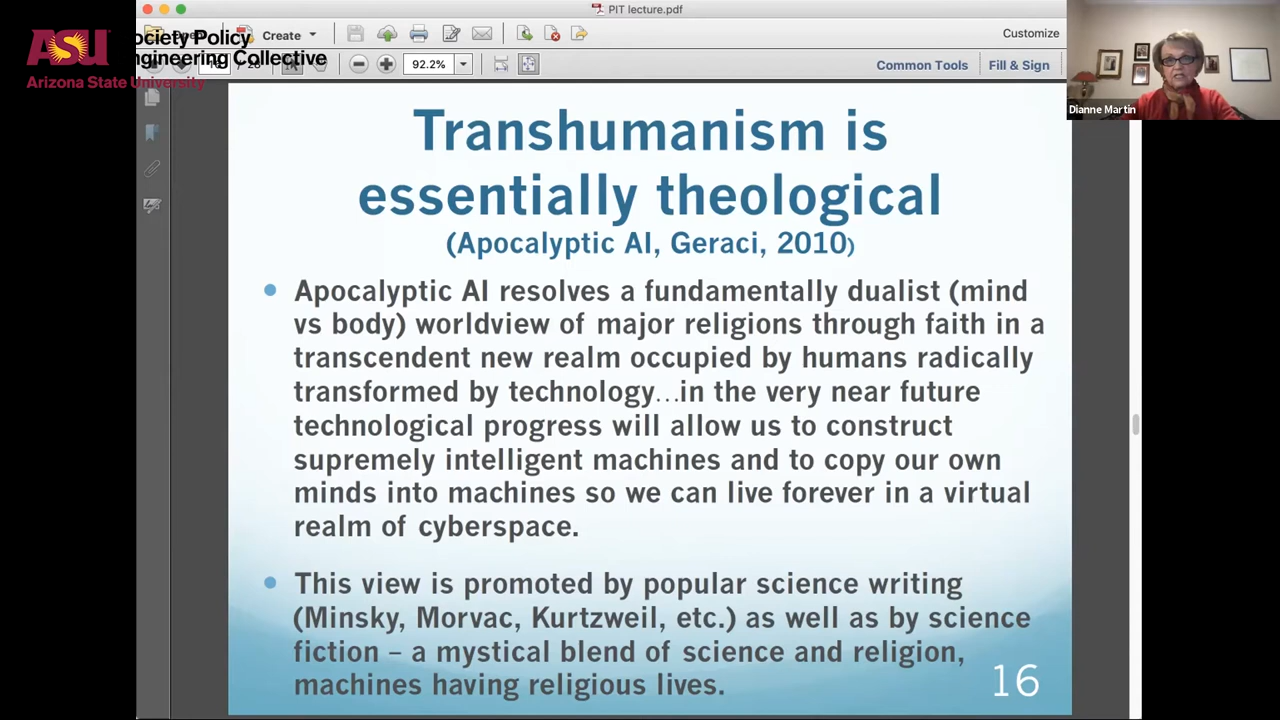 PIT lecture.pdf
ASU
Arizona State University
ociety Policy
ngineering Collective
Create
92.2%
Customize
Common Tools
Fill & Sign
Dianne Martin
Transhumanism is
essentially theological
(Apocalyptic AI, Geraci, 2010)
Apocalyptic AI resolves a fundamentally dualist (mind
vs body) worldview of major religions through faith in a
transcendent new realm occupied by humans radically
transformed by technology…in the very near future
technological progress will allow us to construct
supremely intelligent machines and to copy our own
minds into machines so we can live forever in a virtual
realm of cyberspace.
This view is promoted by popular science writing
(Minsky, Morvac, Kurtzweil, etc.) as well as by science
fiction – a mystical blend of science and religion,
machines having religious lives.
16